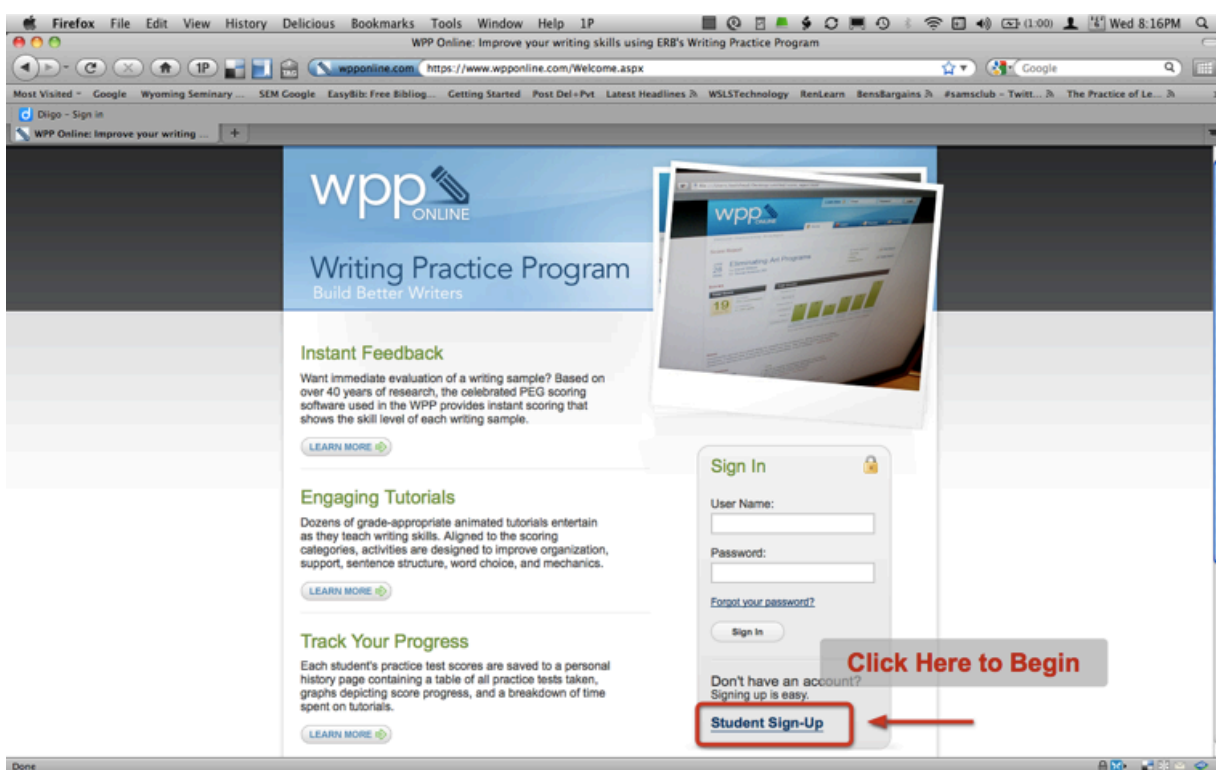 Firefox File Edit View History Delicious Bookmarks Tools Window Help 1P (1:00) Wed 8:16PM
WPP Online: Improve your writing skills using ERB's Writing Practice Program
1P wpponline.com https://www.wpponline.com/Welcome.aspx Google
Most Visited Google Wyoming Seminary ... SEM Google EasyBib: Free Bibliog... Getting Started Post Del+Pvt Latest Headlines WSLSTechnology RenLearn BensBargains #samsclub - Twitt... The Practice of Le...
Diigo - Sign in
WPP Online: Improve your writing ... +
wpp
ONLINE
Writing Practice Program
Build Better Writers
wpp
ONLINE
Eliminating Art Programs
19
Instant Feedback
Want immediate evaluation of a writing sample? Based on
over 40 years of research, the celebrated PEG scoring
software used in the WPP provides instant scoring that
shows the skill level of each writing sample.
LEARN MORE
Engaging Tutorials
Dozens of grade-appropriate animated tutorials entertain
as they teach writing skills. Aligned to the scoring
categories, activities are designed to improve organization,
support, sentence structure, word choice, and mechanics.
LEARN MORE
Track Your Progress
Each student's practice test scores are saved to a personal
history page containing a table of all practice tests taken,
graphs depicting score progress, and a breakdown of time
spent on tutorials.
LEARN MORE
Sign In
User Name:
Password:
Forgot your password?
Sign In
Click Here to Begin
Don't have an account?
Signing up is easy.
Student Sign-Up
Done